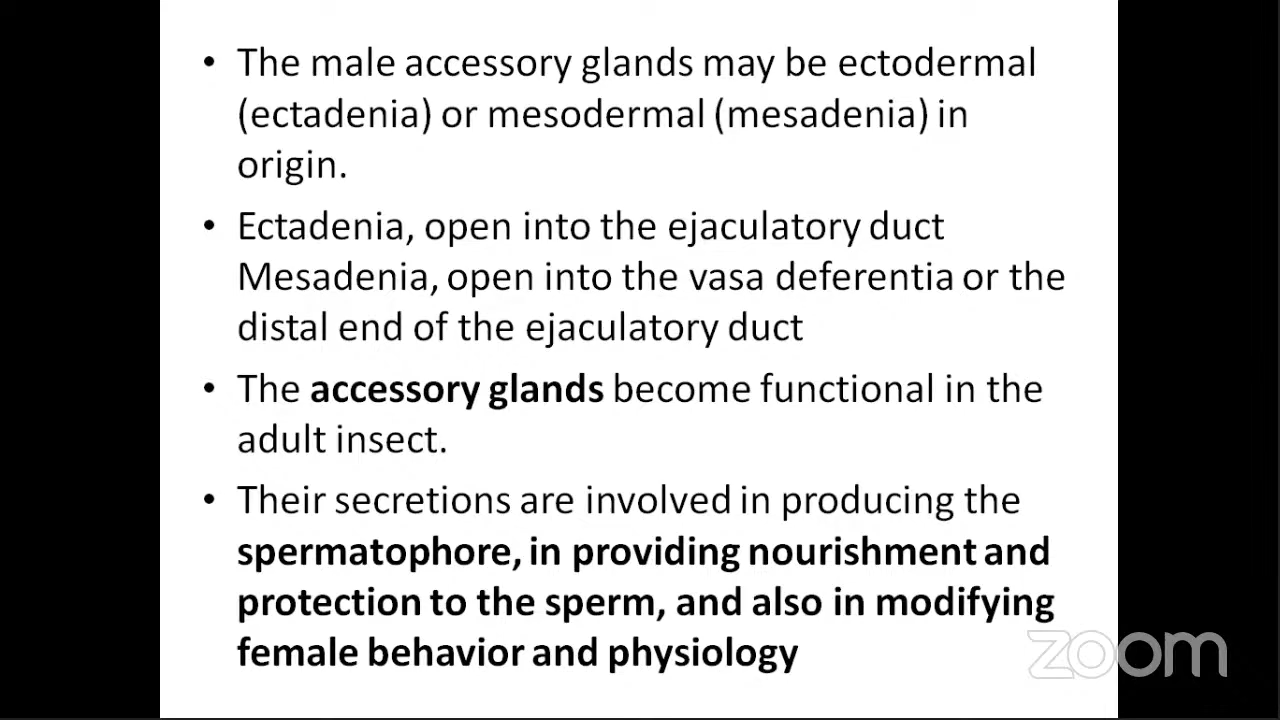 • The male accessory glands may be ectodermal
(ectadenia) or mesodermal (mesadenia) in
origin.
• Ectadenia, open into the ejaculatory duct
Mesadenia, open into the vasa deferentia or the
distal end of the ejaculatory duct
• The accessory glands become functional in the
adult insect.
• Their secretions are involved in producing the
spermatophore, in providing nourishment and
protection to the sperm, and also in modifying
female behavior and physiology
zoom